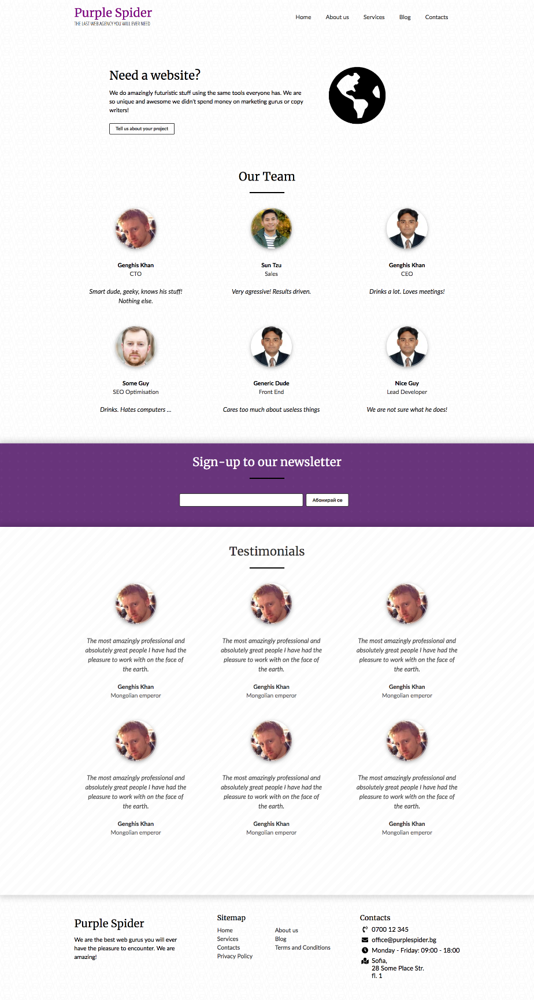 Purple Spider
THE LAST WEB AGENCY YOU WILL EVER NEED
Home
About us
Services
Blog
Contacts
Need a website?
We do amazingly futuristic stuff using the same tools everyone has. We are
so unique and awesome we didn't spend money on marketing gurus or copy
writers!
Tell us about your project
Our Team
Genghis Khan
CTO
Smart dude, geeky, knows his stuff!
Nothing else.
Sun Tzu
Sales
Very agressive! Results driven.
Genghis Khan
CEO
Drinks a lot. Loves meetings!
Some Guy
SEO Optimisation
Drinks. Hates computers ...
Generic Dude
Front End
Cares too much about useless things
Nice Guy
Lead Developer
We are not sure what he does!
Sign-up to our newsletter
Абонирай се
Testimonials
The most amazingly professional and
absolutely great people I have had the
pleasure to work with on the face of
the earth.
Genghis Khan
Mongolian emperor
The most amazingly professional and
absolutely great people I have had the
pleasure to work with on the face of
the earth.
Genghis Khan
Mongolian emperor
The most amazingly professional and
absolutely great people I have had the
pleasure to work with on the face of
the earth.
Genghis Khan
Mongolian emperor
The most amazingly professional and
absolutely great people I have had the
pleasure to work with on the face of
the earth.
Genghis Khan
Mongolian emperor
The most amazingly professional and
absolutely great people I have had the
pleasure to work with on the face of
the earth.
Genghis Khan
Mongolian emperor
The most amazingly professional and
absolutely great people I have had the
pleasure to work with on the face of
the earth.
Genghis Khan
Mongolian emperor
Purple Spider
We are the best web gurus you will ever
have the pleasure to encounter. We are
amazing!
Sitemap
Home
About us
Services
Blog
Contacts
Terms and Conditions
Privacy Policy
Contacts
0700 12 345
office@purplespider.bg
Monday - Friday: 09:00 - 18:00
Sofia,
28 Some Place Str.
fl. 1